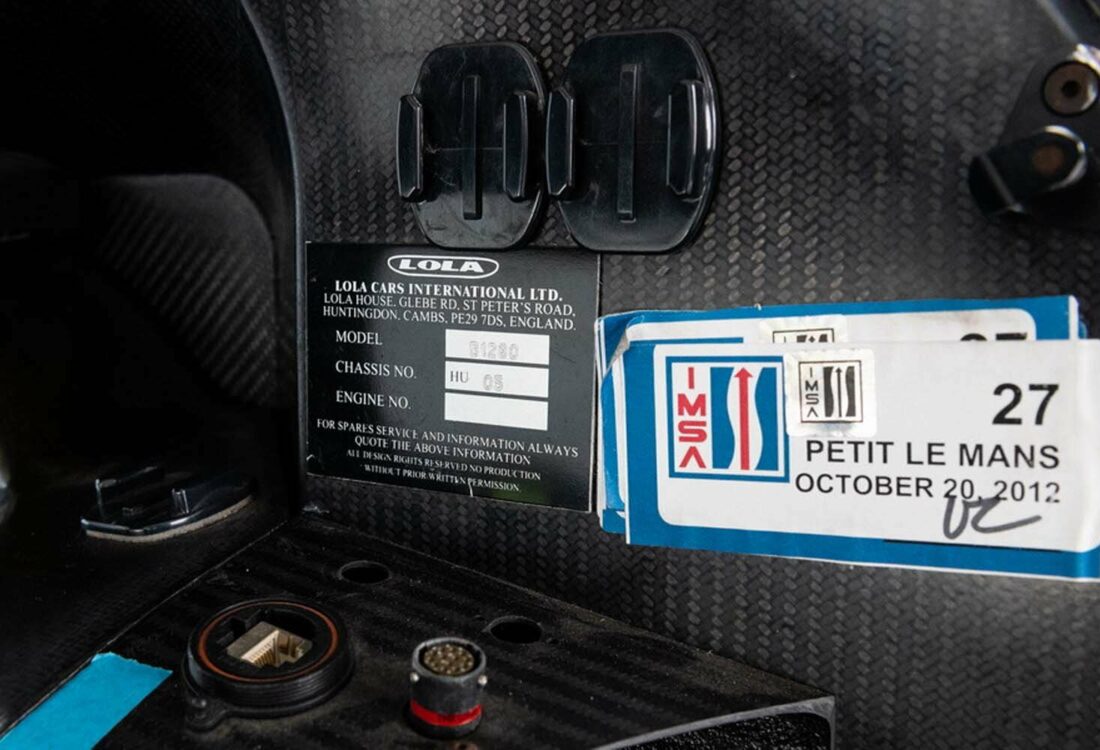 LOLA
LOLA CARS INTERNATIONAL LTD.
LOLA HOUSE, GLEBE RD, ST PETER'S ROAD,
HUNTINGDON, CAMBS, PE29 7DS, ENGLAND.
MODEL B1280
CHASSIS NO. HU 05
ENGINE NO.
FOR SPARES SERVICE AND INFORMATION ALWAYS
QUOTE THE ABOVE INFORMATION
ALL DESIGN RIGHTS RESERVED NO PRODUCTION
WITHOUT PRIOR WRITTEN PERMISSION.
IMSA
IMSA
27
PETIT LE MANS
OCTOBER 20, 2012